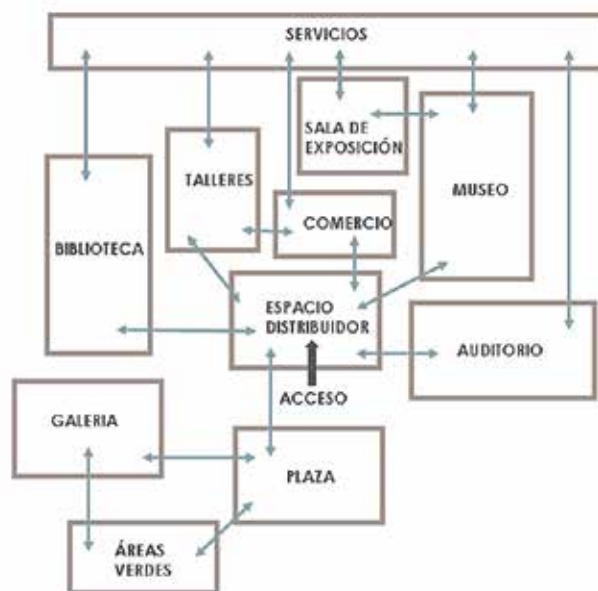 SERVICIOS
SALA DE
EXPOSICIÓN
TALLERES
MUSEO
COMERCIO
BIBLIOTECA
ESPACIO
DISTRIBUIDOR
AUDITORIO
ACCESO
GALERIA
PLAZA
ÁREAS
VERDES